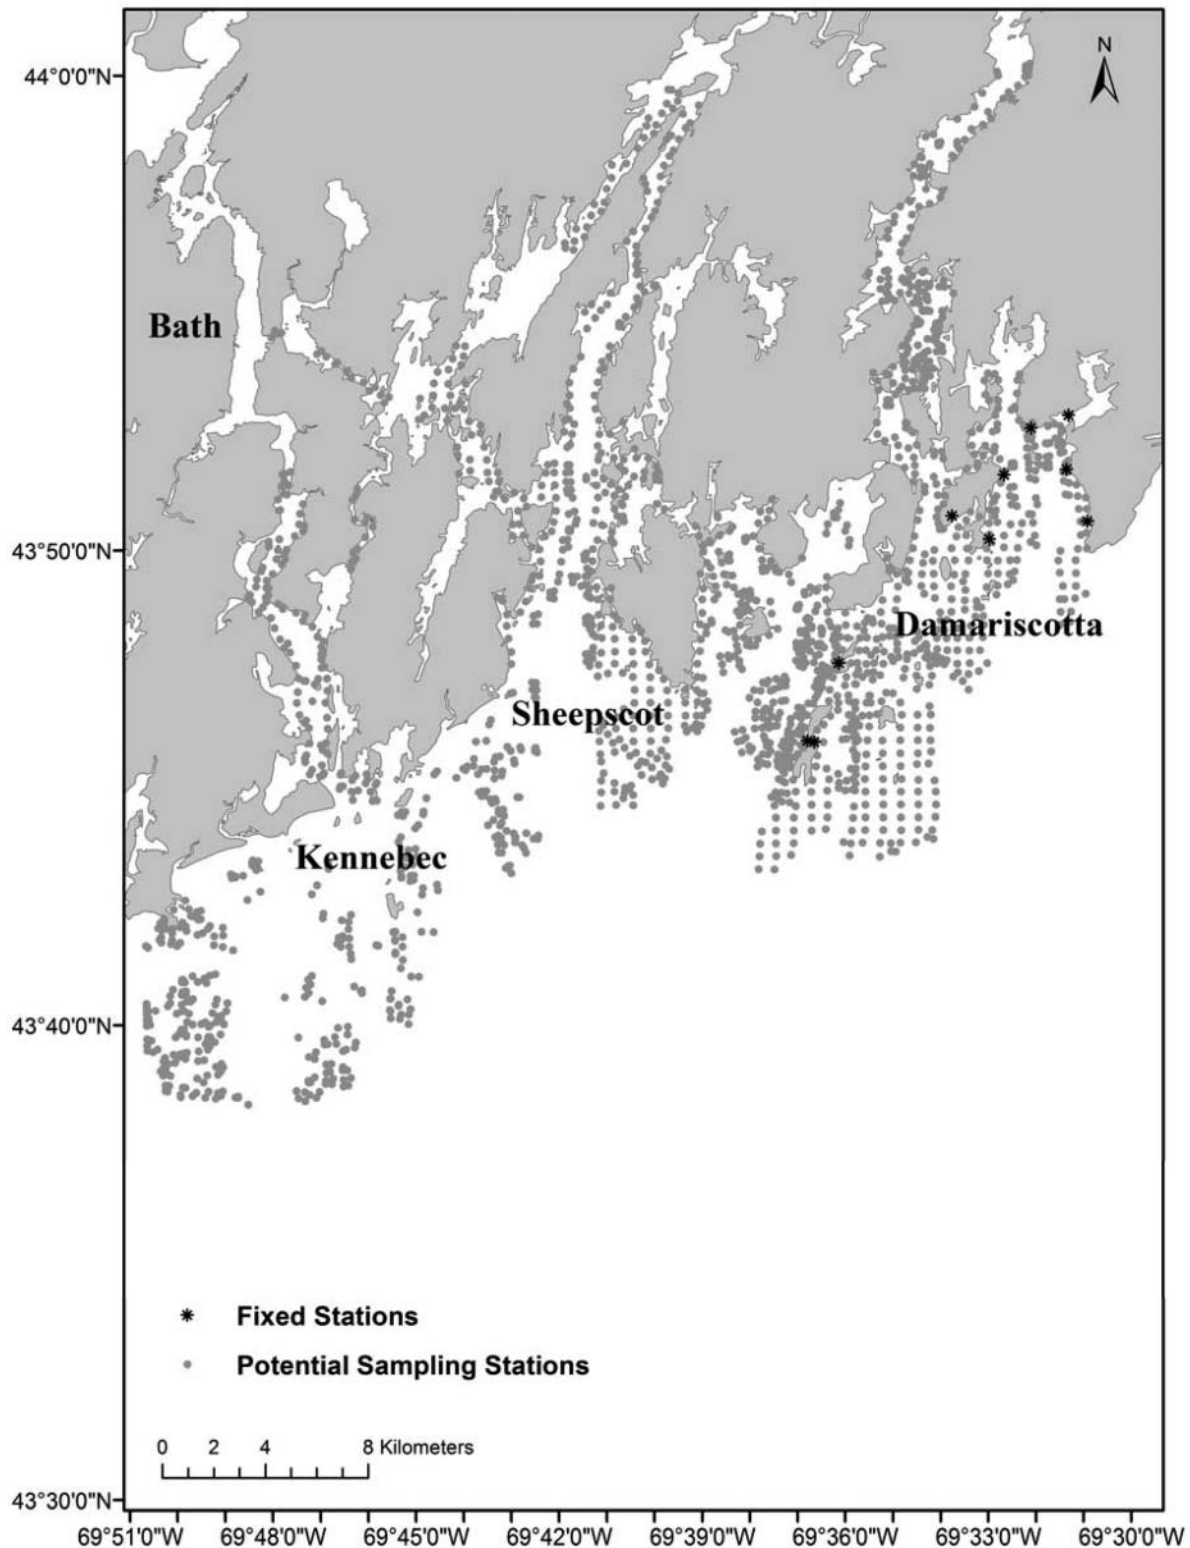 N
44°0'0"N
Bath
43°50'0"N
Damariscotta
Sheepscot
Kennebec
43°40'0"N
Fixed Stations
Potential Sampling Stations
0 2 4 8 Kilometers
43°30'0"N
69°51'0"W 69°48'0"W 69°45'0"W 69°42'0"W 69°39'0"W 69°36'0"W 69°33'0"W 69°30'0"W